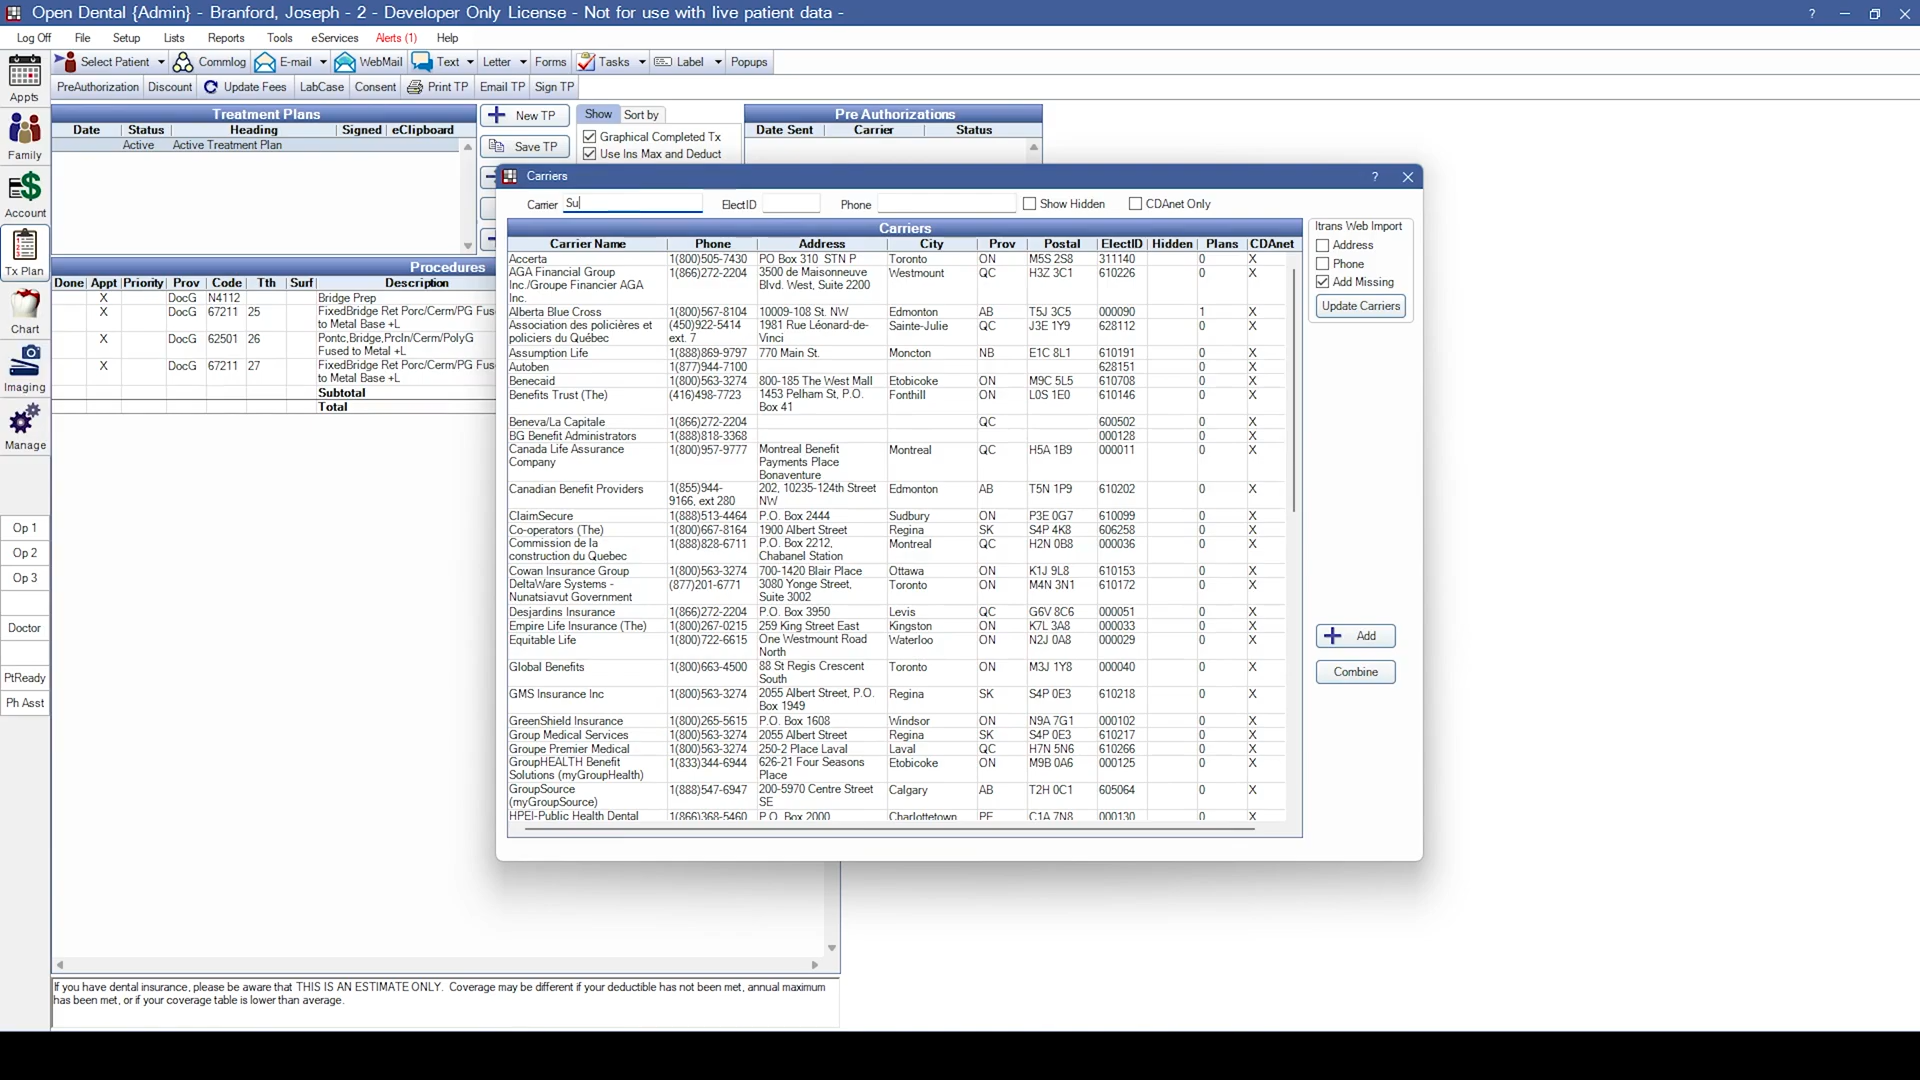 Open Dental {Admin} - Branford, Joseph - 2 - Developer Only License - Not for use with live patient data -
Log Off File Setup Lists Reports Tools eServices Alerts (1) Help
Select Patient Commlog E-mail WebMail Text Letter Forms Tasks Label Popups
PreAuthorization Discount Update Fees LabCase Consent Print TP Email TP Sign TP
Appts
Family
Account
Tx Plan
Chart
Imaging
Manage
Op 1
Op 2
Op 3
Doctor
PtReady
Ph Asst
Treatment Plans
Date Status Heading Signed eClipboard
Active Active Treatment Plan
New TP
Save TP
Show Sort by
Graphical Completed Tx
Use Ins Max and Deduct
Pre Authorizations
Date Sent Carrier Status
Procedures
Done Appt Priority Prov Code Tth Surf Description
X DocG N4112 Bridge Prep
X DocG 67211 25 FixedBridge Ret Porc/Cerm/PG Fus
to Metal Base +L
X DocG 62501 26 Pontc,Bridge,Prcln/Cerm/PolyG
Fused to Metal +L
X DocG 67211 27 FixedBridge Ret Porc/Cerm/PG Fus
to Metal Base +L
Subtotal
Total
Carriers
Carrier Su ElectID Phone Show Hidden CDAnet Only
Carriers
Carrier Name Phone Address City Prov Postal ElectID Hidden Plans CDAnet
Accerta 1(800)505-7430 PO Box 310 STN P Toronto ON M5S 2S8 311140 0 X
AGA Financial Group 1(866)272-2204 3500 de Maisonneuve Westmount QC H3Z 3C1 610226 0 X
Inc./Groupe Financier AGA Blvd. West, Suite 2200
Inc.
Alberta Blue Cross 1(800)567-8104 10009-108 St. NW Edmonton AB T5J 3C5 000090 1 X
Association des policières et (450)922-5414 1981 Rue Léonard-de- Sainte-Julie QC J3E 1Y9 628112 0 X
policiers du Québec ext. 7 Vinci
Assumption Life 1(888)869-9797 770 Main St. Moncton NB E1C 8L1 610191 0 X
Autoben 1(877)944-7100 628151 0 X
Benecaid 1(800)563-3274 800-185 The West Mall Etobicoke ON M9C 5L5 610708 0 X
Benefits Trust (The) (416)498-7723 1453 Pelham St, P.O. Fonthill ON L0S 1E0 610146 0 X
Box 41
Beneva/La Capitale 1(866)272-2204 QC 600502 0 X
BG Benefit Administrators 1(888)818-3368 000128 0 X
Canada Life Assurance 1(800)957-9777 Montreal Benefit Montreal QC H5A 1B9 000011 0 X
Company Payments Place
Bonaventure
Canadian Benefit Providers 1(855)944- 202, 10235-124th Street Edmonton AB T5N 1P9 610202 0 X
9166, ext 280 NW
ClaimSecure 1(888)513-4464 P.O. Box 2444 Sudbury ON P3E 0G7 610099 0 X
Co-operators (The) 1(800)667-8164 1900 Albert Street Regina SK S4P 4K8 606258 0 X
Commission de la 1(888)828-6711 P.O. Box 2212, Montreal QC H2N 0B8 000036 0 X
construction du Quebec Chabanel Station
Cowan Insurance Group 1(800)563-3274 700-1420 Blair Place Ottawa ON K1J 9L8 610153 0 X
DeltaWare Systems - (877)201-6771 3080 Yonge Street, Toronto ON M4N 3N1 610172 0 X
Nunatsiavut Government Suite 3002
Desjardins Insurance 1(866)272-2204 P.O. Box 3950 Levis QC G6V 8C6 000051 0 X
Empire Life Insurance (The) 1(800)267-0215 259 King Street East Kingston ON K7L 3A8 000033 0 X
Equitable Life 1(800)722-6615 One Westmount Road Waterloo ON N2J 0A8 000029 0 X
North
Global Benefits 1(800)663-4500 88 St Regis Crescent Toronto ON M3J 1Y8 000040 0 X
South
GMS Insurance Inc 1(800)563-3274 2055 Albert Street, P.O. Regina SK S4P 0E3 610218 0 X
Box 1949
GreenShield Insurance 1(800)265-5615 P.O. Box 1608 Windsor ON N9A 7G1 000102 0 X
Group Medical Services 1(800)563-3274 2055 Albert Street Regina SK S4P 0E3 610217 0 X
Groupe Premier Medical 1(800)563-3274 250-2 Place Laval Laval QC H7N 5N6 610266 0 X
GroupHEALTH Benefit 1(833)344-6944 626-21 Four Seasons Etobicoke ON M9B 0A6 000125 0 X
Solutions (myGroupHealth) Place
GroupSource 1(888)547-6947 200-5970 Centre Street Calgary AB T2H 0C1 605064 0 X
(myGroupSource) SE
HPEI-Public Health Dental 1(866)368-5460 P.O. Box 2000 Charlottetown PE C1A 7N8 000130 0 X
Itrans Web Import
Address
Phone
Add Missing
Update Carriers
Add
Combine
If you have dental insurance, please be aware that THIS IS AN ESTIMATE ONLY. Coverage may be different if your deductible has not been met, annual maximum
has been met, or if your coverage table is lower than average.